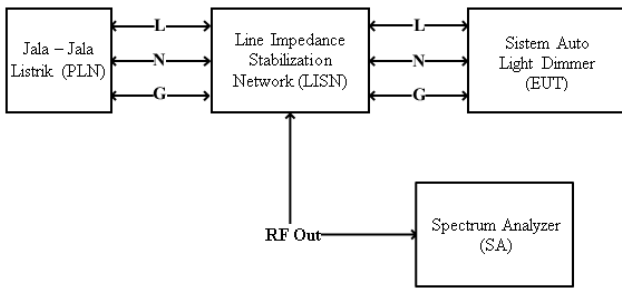 Jala – Jala
Listrik (PLN)
L
N
G
Line Impedance
Stabilization
Network (LISN)
L
N
G
Sistem Auto
Light Dimmer
(EUT)
RF Out
Spectrum Analyzer
(SA)